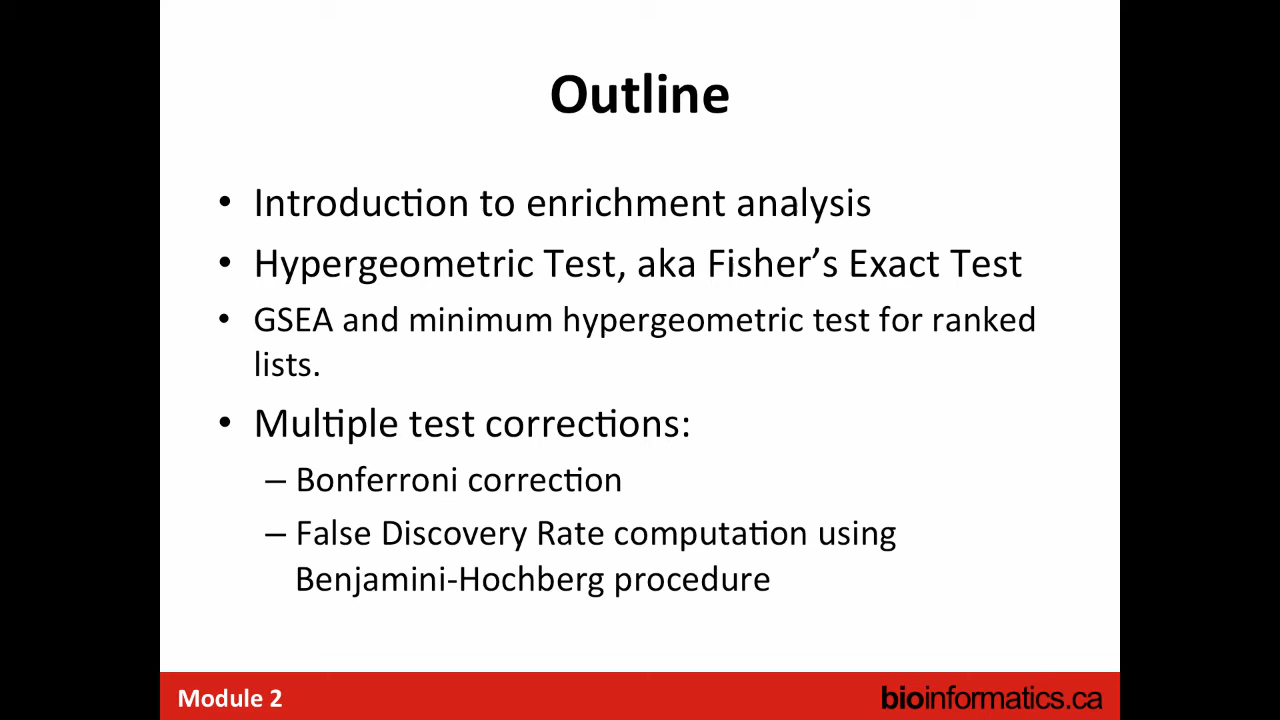 Outline
• Introduction to enrichment analysis
• Hypergeometric Test, aka Fisher’s Exact Test
• GSEA and minimum hypergeometric test for ranked
lists.
• Multiple test corrections:
– Bonferroni correction
– False Discovery Rate computation using
Benjamini-Hochberg procedure
Module 2
bioinformatics.ca